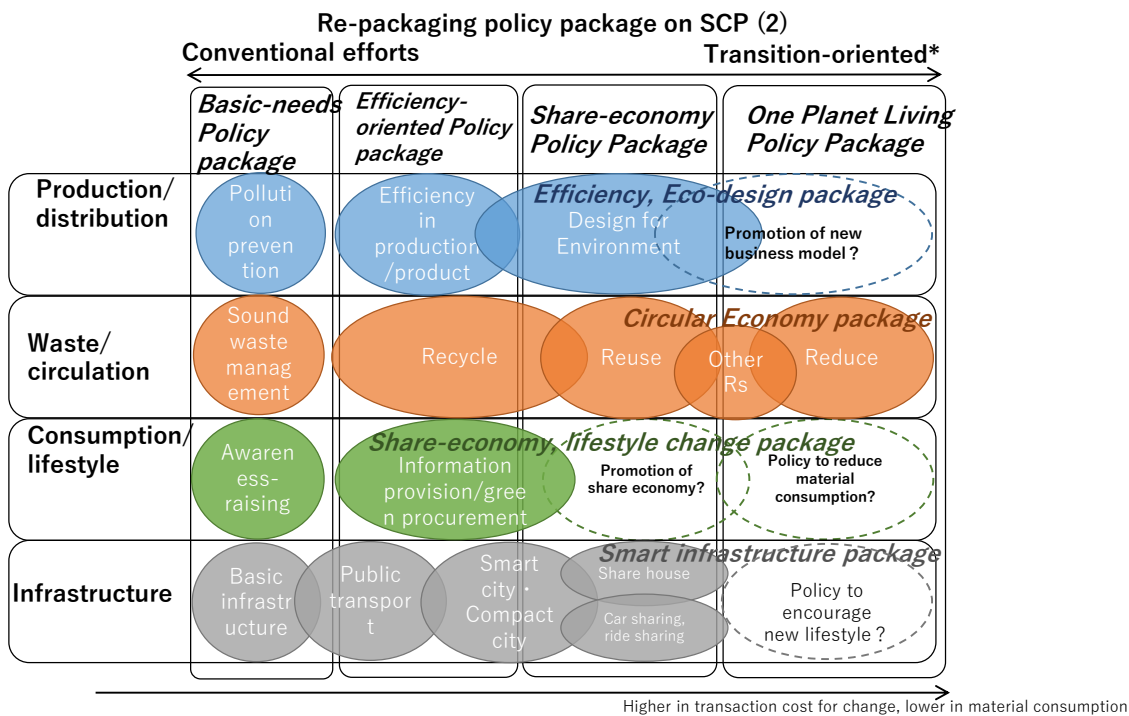 Re-packaging policy package on SCP (2)
Conventional efforts
Transition-oriented*
Basic-needs
Policy
package
Efficiency-
oriented Policy
package
Share-economy
Policy Package
One Planet Living
Policy Package
Production/
distribution
Polluti
on
preven
tion
Efficiency
in
production
/product
Efficiency, Eco-design package
Design for
Environment
Promotion of new
business model？
Waste/
circulation
Sound
waste
manag
ement
Recycle
Circular Economy package
Reuse
Other
Rs
Reduce
Consumption/
lifestyle
Awaren
ess-
raising
Share-economy, lifestyle change package
Information
provision/gree
n procurement
Promotion of
share economy?
Policy to reduce
material
consumption?
Infrastructure
Basic
infrastr
ucture
Public
transpor
t
Smart
city・
Compact
city
Smart infrastructure package
Share house
Car sharing,
ride sharing
Policy to
encourage
new lifestyle？
Higher in transaction cost for change, lower in material consumption